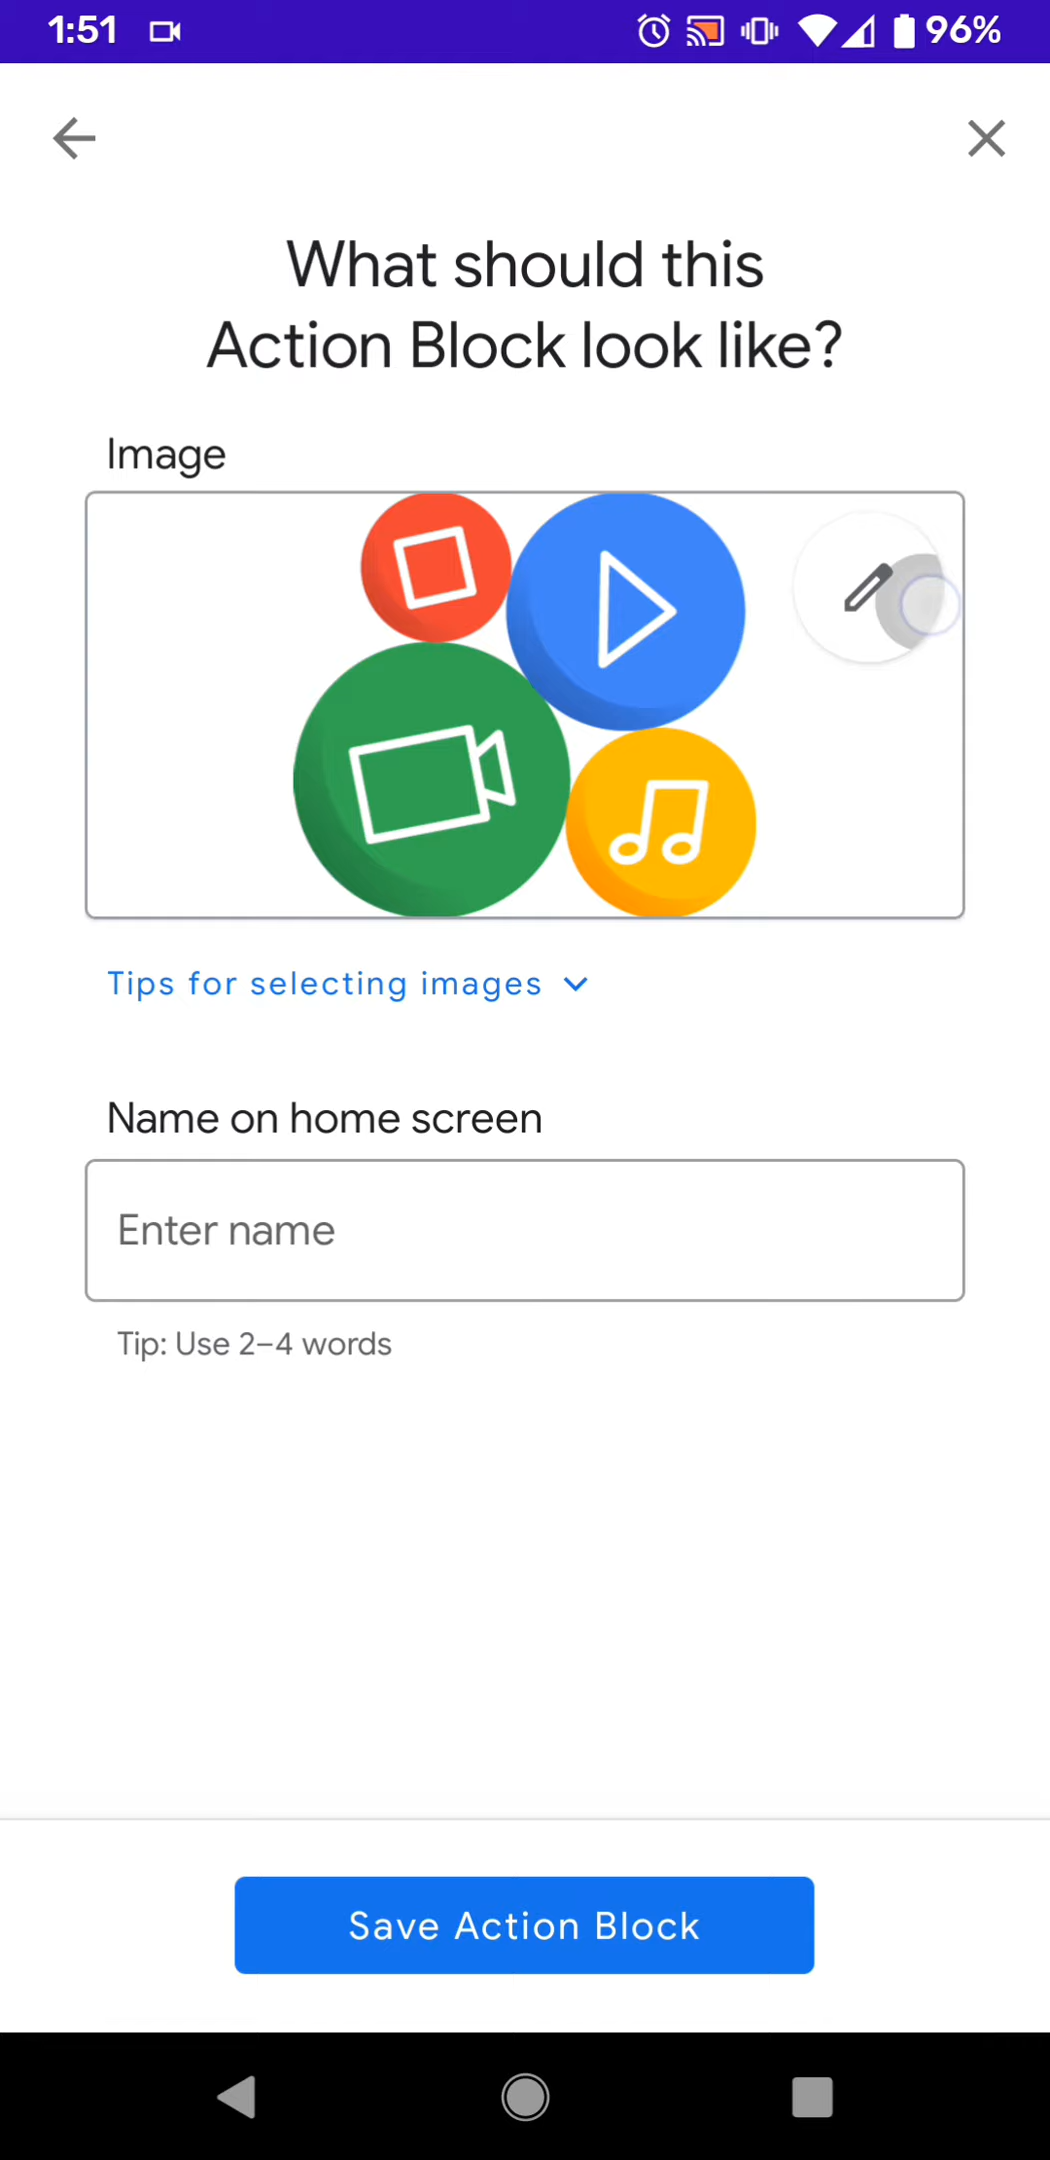 1:51
96%
What should this
Action Block look like?
Image
Tips for selecting images
Name on home screen
Enter name
Tip: Use 2–4 words
Save Action Block